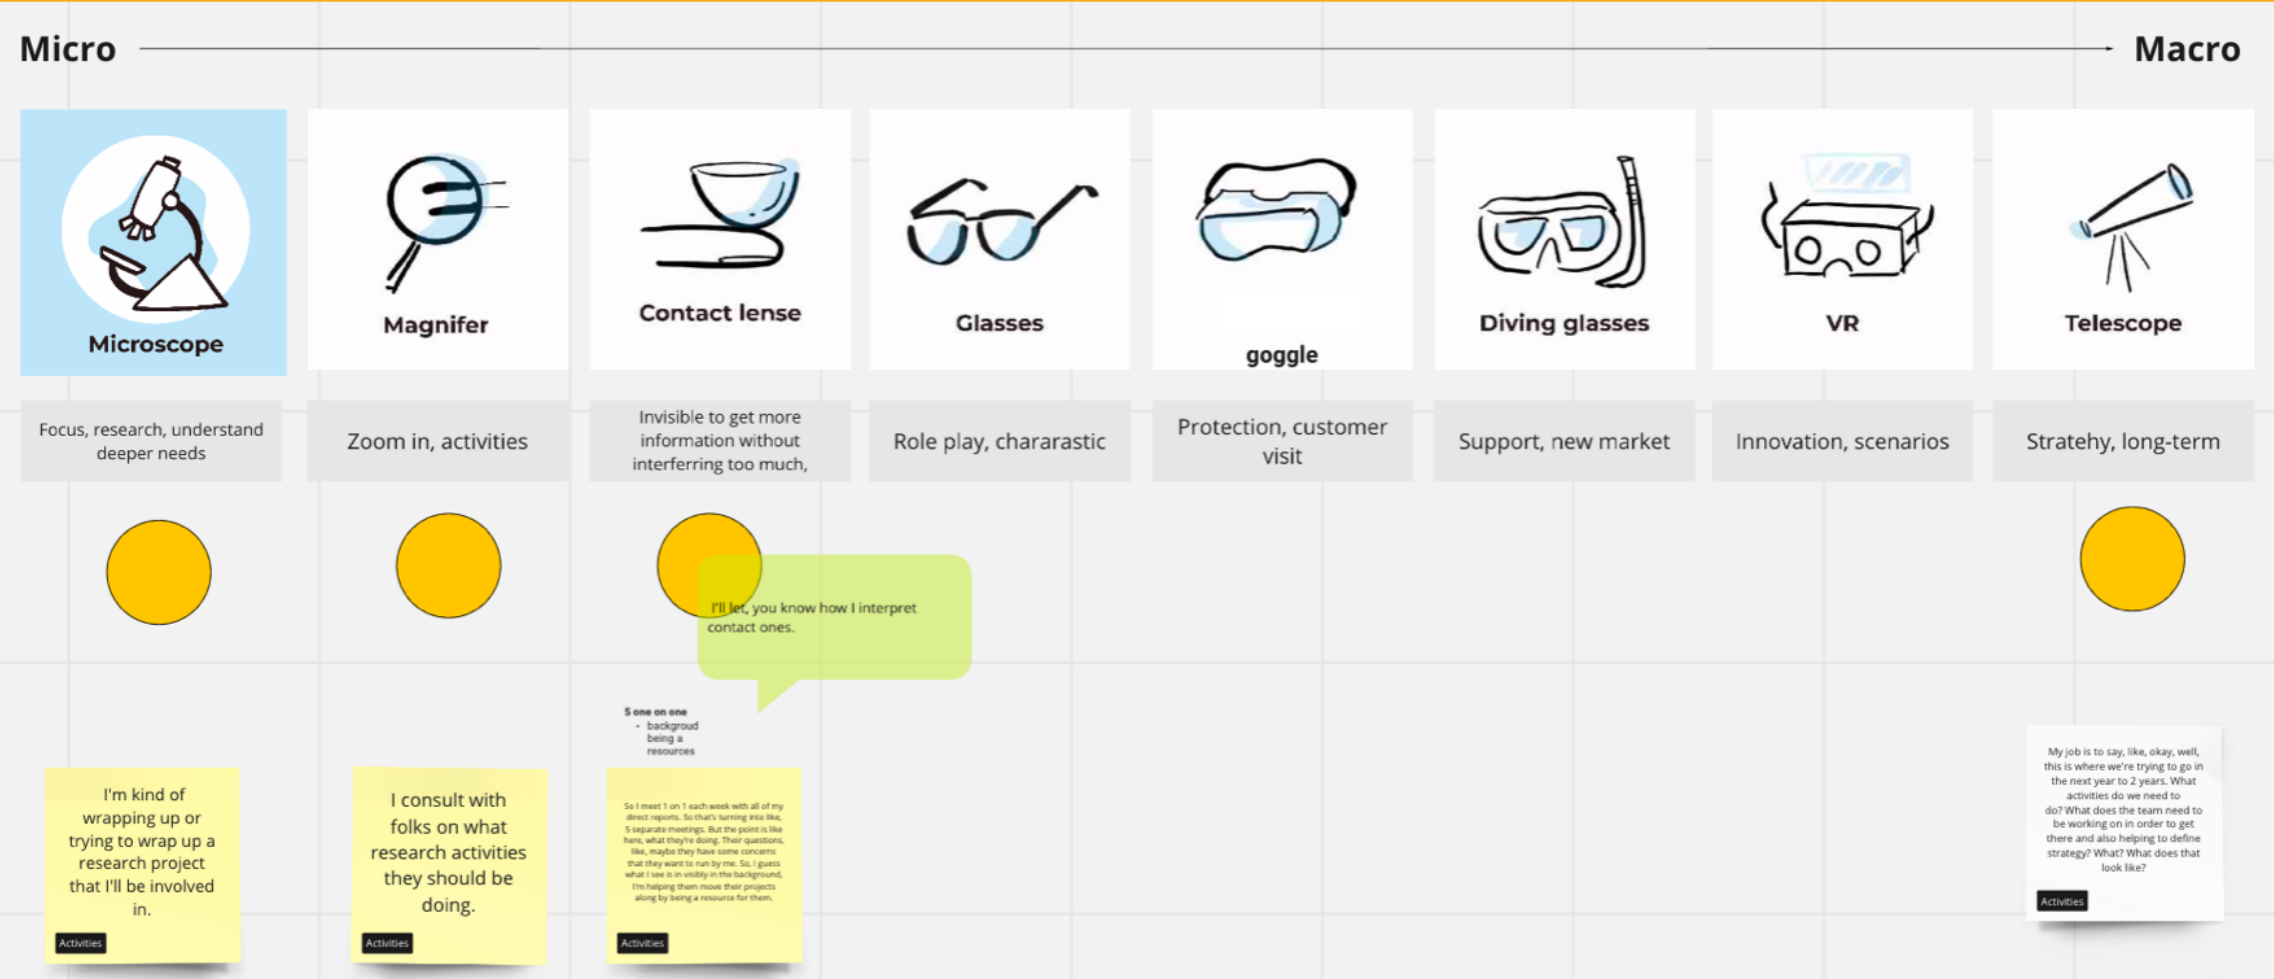 Micro
Macro
Microscope
Magnifer
Contact lense
Glasses
goggle
Diving glasses
VR
Telescope
Focus, research, understand
deeper needs
Zoom in, activities
Invisible to get more
information without
interferring too much,
Role play, chararastic
Protection, customer
visit
Support, new market
Innovation, scenarios
Stratehy, long-term
I'll let, you know how I interpret
contact ones.
5 one on one
• backgroud
being a
resources
I'm kind of
wrapping up or
trying to wrap up a
research project
that I'll be involved
in.
Activities
I consult with
folks on what
research activities
they should be
doing.
Activities
So I meet 1 on 1 each week with all of my
direct reports. So that's turning into like,
5 separate meetings. But the point is like
here, what they're doing. Their questions,
like, maybe they have some concerns
that they want to run by me. So, I guess
what I see is in visibly in the background,
I'm helping them move their projects
along by being a resource for them.
Activities
My job is to say, like, okay, well,
this is where we're trying to go in
the next year to 2 years. What
activities do we need to
do? What does the team need to
be working on in order to get
there and also helping to define
strategy? What? What does that
look like?
Activities